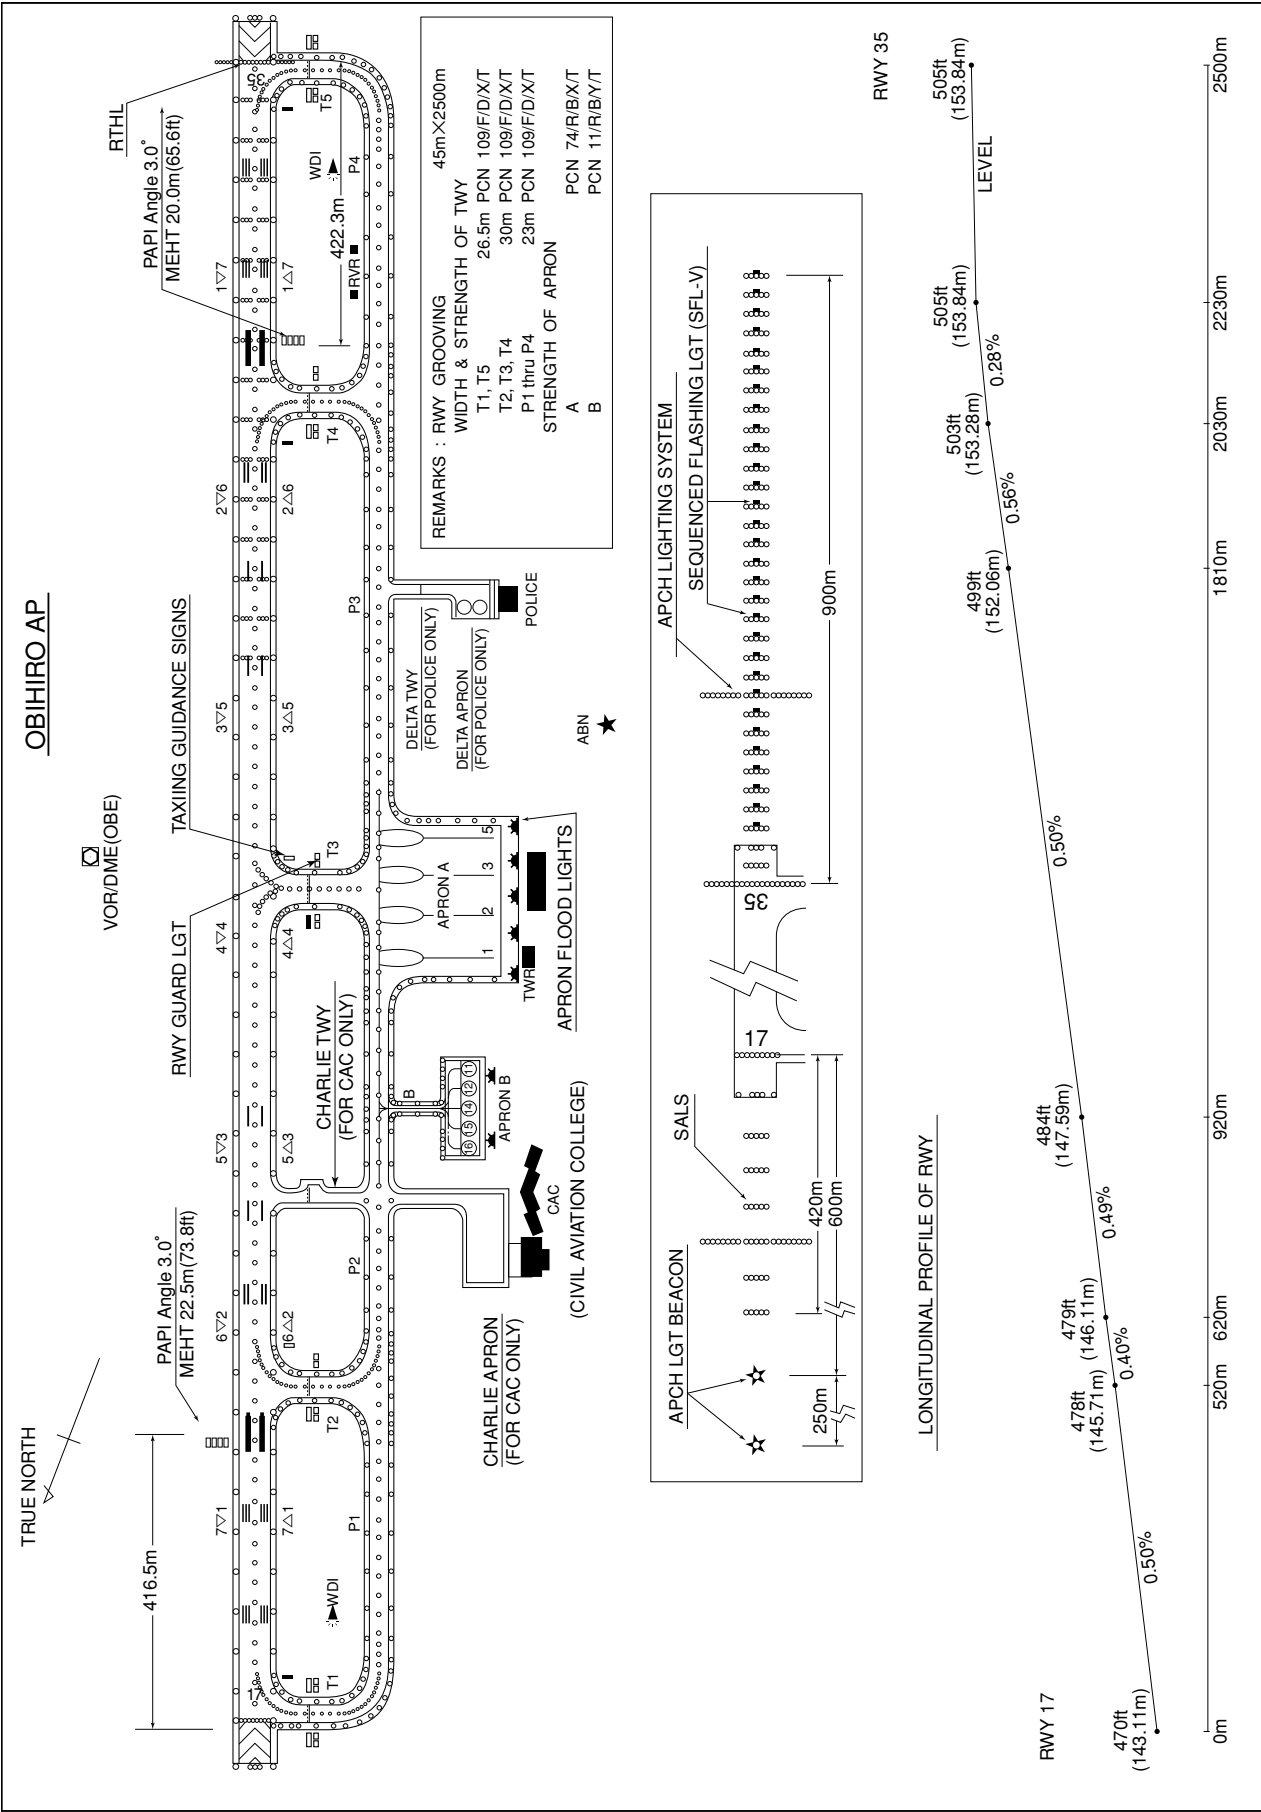 OBIHIRO AP
TRUE NORTH
VOR/DME(OBE)
416.5m
PAPI Angle 3.0°
MEHT 22.5m(73.8ft)
RWY GUARD LGT
TAXIING GUIDANCE SIGNS
PAPI Angle 3.0°
MEHT 20.0m(65.6ft)
RTHL
7▽1
6▽2
5▽3
4▽4
3▽5
2▽6
1▽7
17
35
7△1
6△2
5△3
4△4
3△5
2△6
1△7
WDI
T1
T2
T3
T4
T5
WDI
CHARLIE TWY
(FOR CAC ONLY)
RVR
422.3m
P1
P2
P3
P4
B
APRON A
1
2
3
5
TWR
APRON FLOOD LIGHTS
16
15
14
12
11
APRON B
CAC
(CIVIL AVIATION COLLEGE)
CHARLIE APRON
(FOR CAC ONLY)
DELTA TWY
(FOR POLICE ONLY)
DELTA APRON
(FOR POLICE ONLY)
POLICE
ABN
REMARKS : RWY GROOVING 45m×2500m
WIDTH & STRENGTH OF TWY
T1, T5 26.5m PCN 109/F/D/X/T
T2, T3, T4 30m PCN 109/F/D/X/T
P1 thru P4 23m PCN 109/F/D/X/T
STRENGTH OF APRON
A PCN 74/R/B/X/T
B PCN 11/R/B/Y/T
APCH LGT BEACON
SALS
APCH LIGHTING SYSTEM
SEQUENCED FLASHING LGT (SFL-V)
17
35
250m
420m
600m
900m
LONGITUDINAL PROFILE OF RWY
RWY 17
RWY 35
470ft
(143.11m)
478ft
(145.71m)
479ft
(146.11m)
484ft
(147.59m)
499ft
(152.06m)
503ft
(153.28m)
505ft
(153.84m)
505ft
(153.84m)
0.50%
0.40%
0.49%
0.50%
0.56%
0.28%
LEVEL
0m
520m
620m
920m
1810m
2030m
2230m
2500m